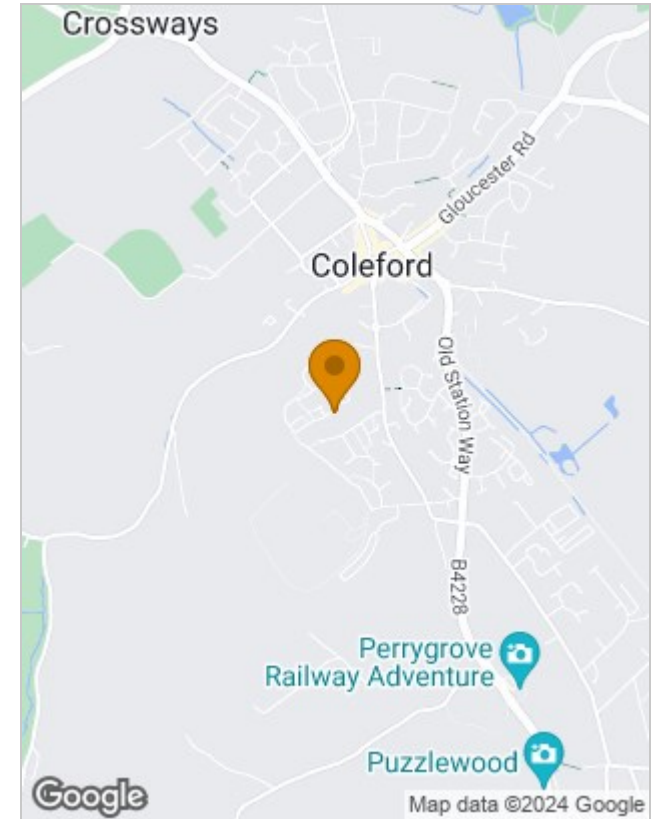 Crossways
Gloucester Rd
Coleford
Old Station Way
B4228
Perrygrove
Railway Adventure
Puzzlewood
Google
Map data ©2024 Google